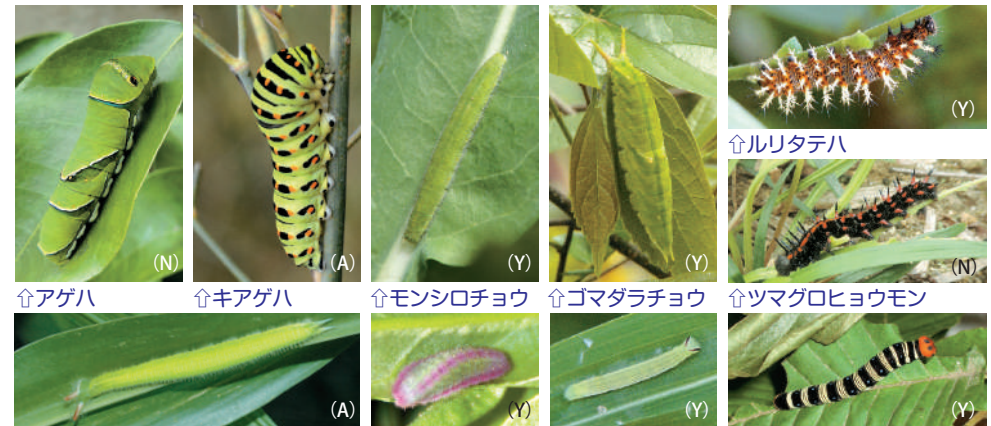 (N)
(A)
(Y)
(Y)
(Y)
⇧ルリタテハ
(N)
⇧アゲハ
⇧キアゲハ
⇧モンシロチョウ
⇧ゴマダラチョウ
⇧ツマグロヒョウモン
(A)
(Y)
(Y)
(Y)